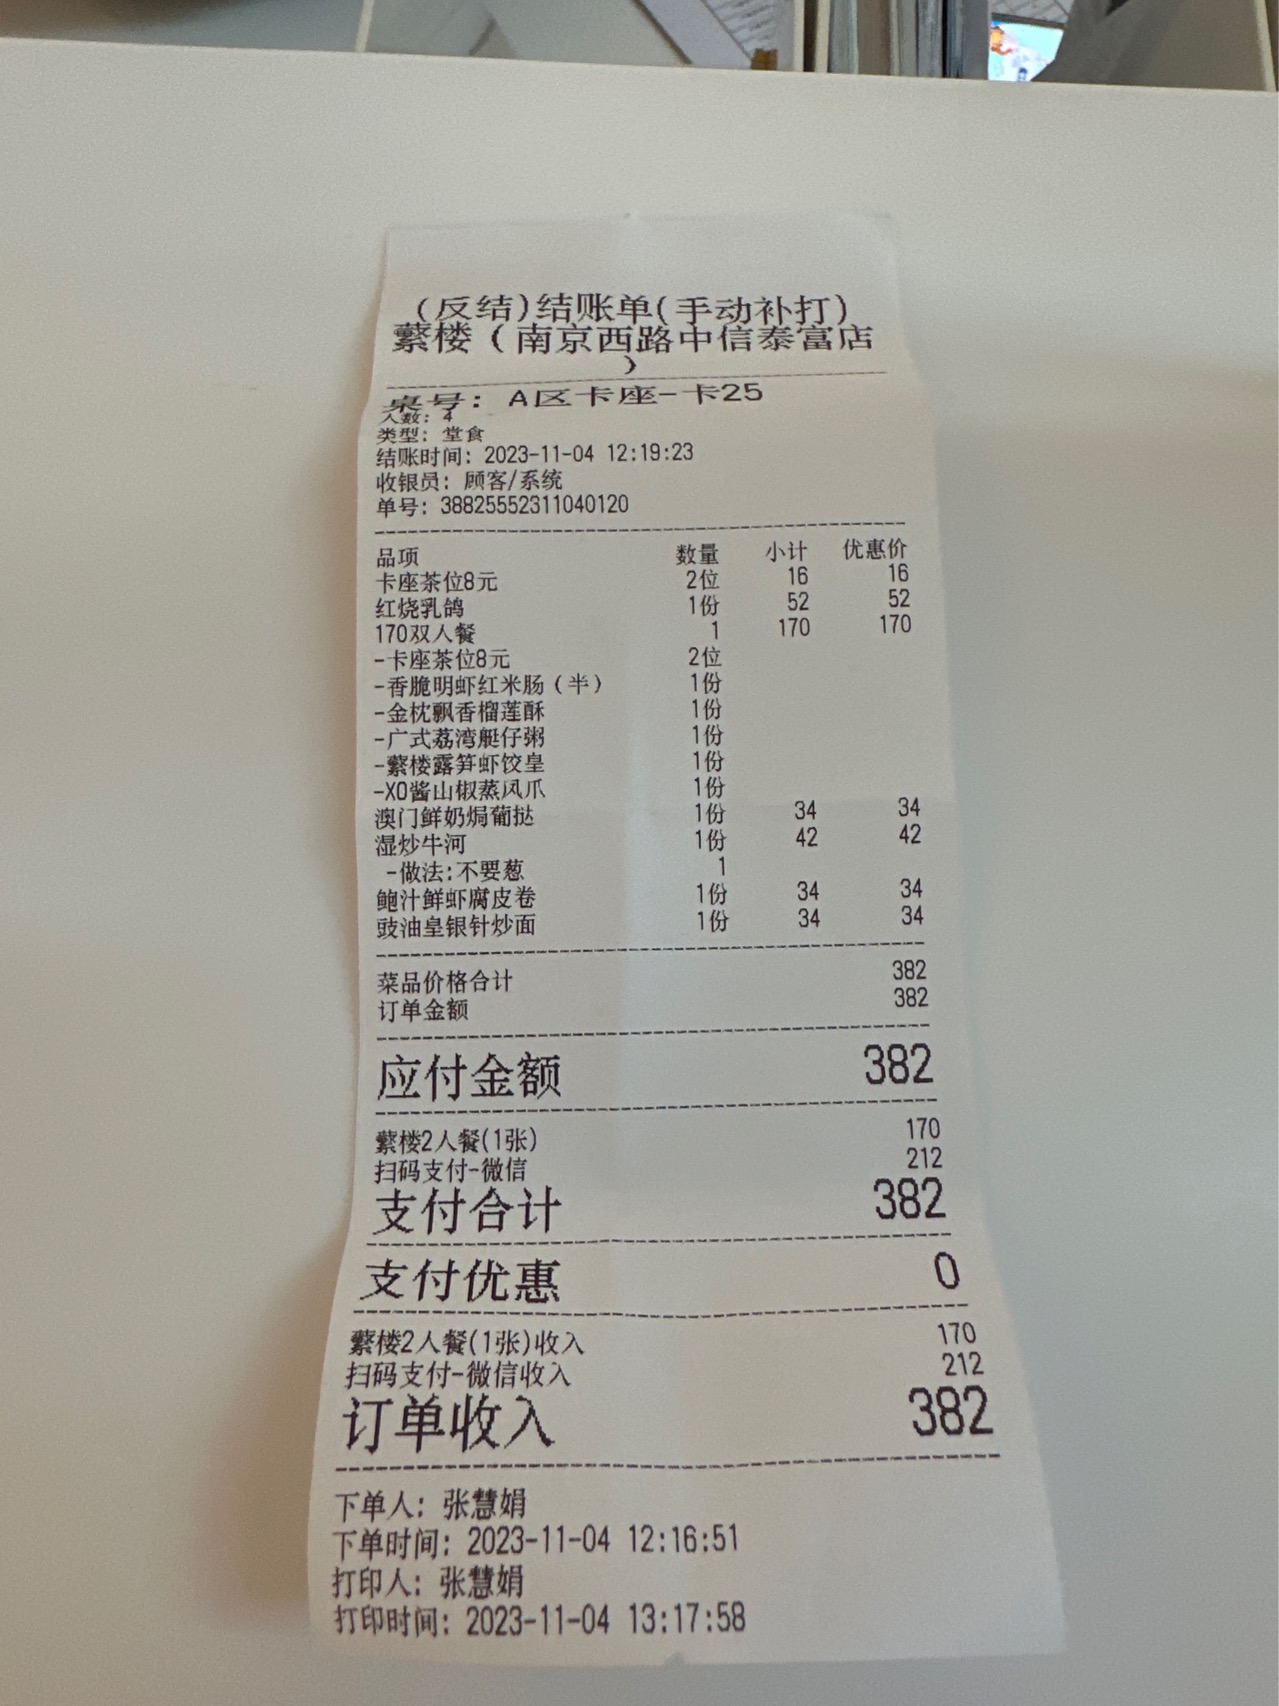 (反结)结账单(手动补打)
蘩楼（南京西路中信泰富店
）
桌号：A区卡座-卡25
人数：4
类型：堂食
结账时间：2023-11-04 12:19:23
收银员：顾客/系统
单号：38825552311040120
品项 数量 小计 优惠价
卡座茶位8元 2位 16 16
红烧乳鸽 1份 52 52
170双人餐 1 170 170
-卡座茶位8元 2位
-香脆明虾红米肠（半） 1份
-金枕飘香榴莲酥 1份
-广式荔湾艇仔粥 1份
-蘩楼露笋虾饺皇 1份
-XO酱山椒蒸凤爪 1份
澳门鲜奶焗葡挞 1份 34 34
湿炒牛河 1份 42 42
-做法:不要葱 1
鲍汁鲜虾腐皮卷 1份 34 34
豉油皇银针炒面 1份 34 34
菜品价格合计 382
订单金额 382
应付金额 382
蘩楼2人餐(1张) 170
扫码支付-微信 212
支付合计 382
支付优惠 0
蘩楼2人餐(1张)收入 170
扫码支付-微信收入 212
订单收入 382
下单人：张慧娟
下单时间：2023-11-04 12:16:51
打印人：张慧娟
打印时间：2023-11-04 13:17:58